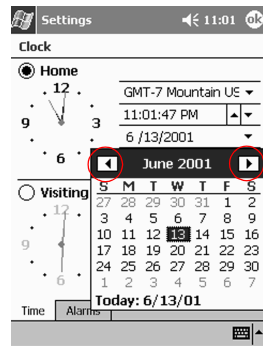 Settings 11:01 ok
Clock
Home
12
9 3
6
GMT-7 Mountain US
11:01:47 PM
6 /13/2001
June 2001
S M T W T F S
27 28 29 30 31 1 2
3 4 5 6 7 8 9
10 11 12 13 14 15 16
17 18 19 20 21 22 23
24 25 26 27 28 29 30
1 2 3 4 5 6 7
Today: 6/13/01
Visiting
12
9
6
Time Alarms